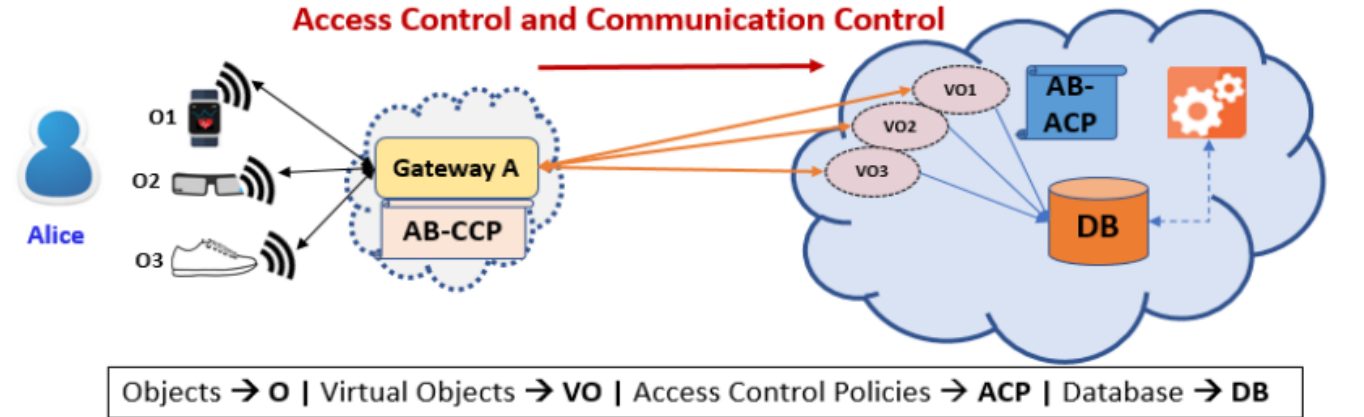 Access Control and Communication Control
O1
O2
O3
Alice
Gateway A
AB-CCP
VO1
VO2
VO3
AB-
ACP
DB
Objects → O | Virtual Objects → VO | Access Control Policies → ACP | Database → DB